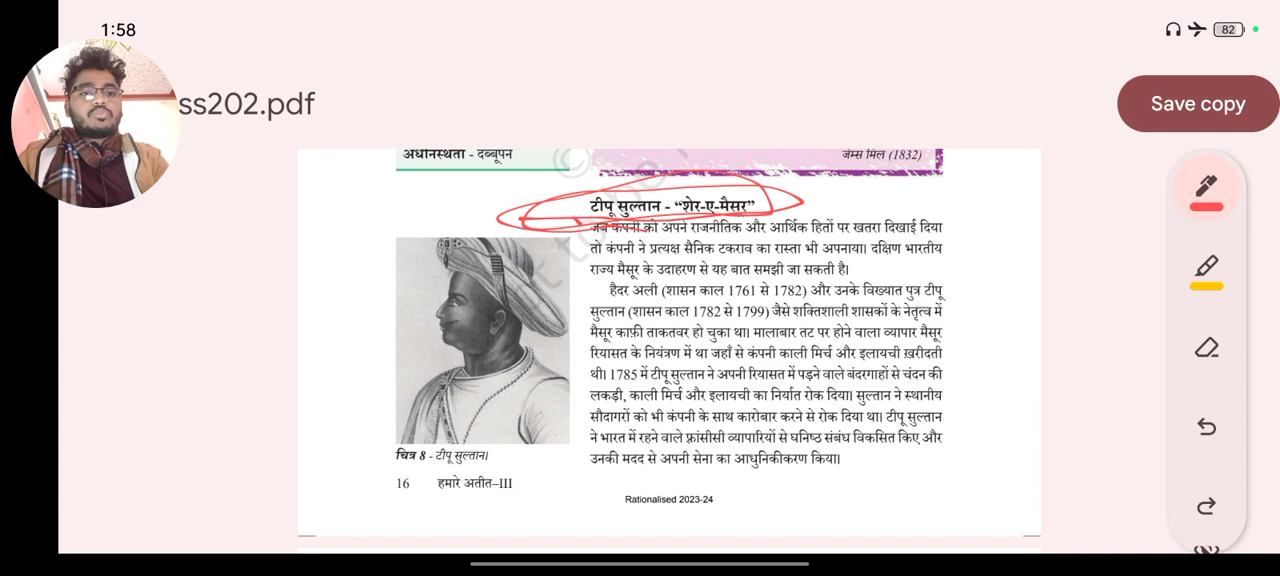 1:58
82
ss202.pdf
Save copy
अधीनस्थता - दब्बूपन
जेम्स मिल (1832)
टीपू सुल्तान - “शेर-ए-मैसूर”
जब कंपनी को अपने राजनीतिक और आर्थिक हितों पर खतरा दिखाई दिया
तो कंपनी ने प्रत्यक्ष सैनिक टकराव का रास्ता भी अपनाया। दक्षिण भारतीय
राज्य मैसूर के उदाहरण से यह बात समझी जा सकती है।
हैदर अली (शासन काल 1761 से 1782) और उनके विख्यात पुत्र टीपू
सुल्तान (शासन काल 1782 से 1799) जैसे शक्तिशाली शासकों के नेतृत्व में
मैसूर काफ़ी ताकतवर हो चुका था। मालाबार तट पर होने वाला व्यापार मैसूर
रियासत के नियंत्रण में था जहाँ से कंपनी काली मिर्च और इलायची ख़रीदती
थी। 1785 में टीपू सुल्तान ने अपनी रियासत में पड़ने वाले बंदरगाहों से चंदन की
लकड़ी, काली मिर्च और इलायची का निर्यात रोक दिया। सुल्तान ने स्थानीय
सौदागरों को भी कंपनी के साथ कारोबार करने से रोक दिया था। टीपू सुल्तान
ने भारत में रहने वाले फ़्रांसीसी व्यापारियों से घनिष्ठ संबंध विकसित किए और
उनकी मदद से अपनी सेना का आधुनिकीकरण किया।
चित्र 8 - टीपू सुल्तान।
16 हमारे अतीत–III
Rationalised 2023-24